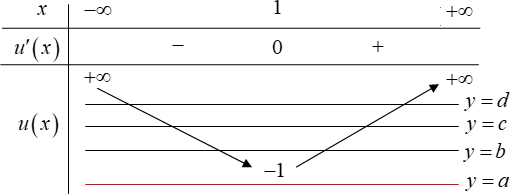 x −∞ 1 +∞
u′(x) − 0 +
+∞ +∞
y = d
u(x) y = c
y = b
−1
y = a